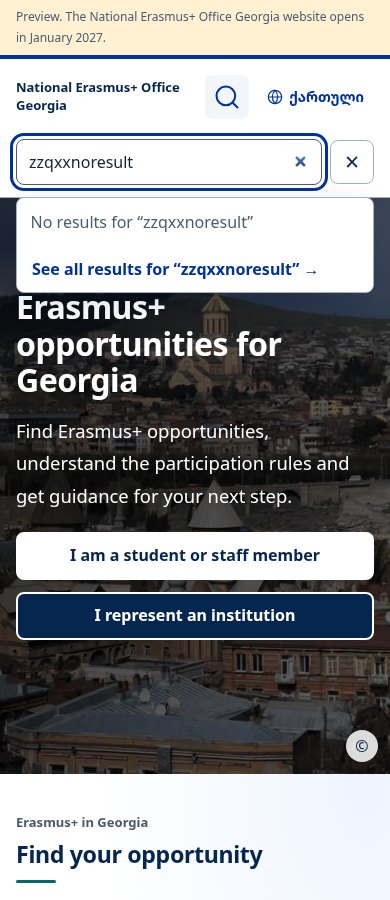 Preview. The National Erasmus+ Office Georgia website opens
in January 2027.
National Erasmus+ Office
Georgia
ქართული
zzqxxnoresult
No results for “zzqxxnoresult”
See all results for “zzqxxnoresult” →
Erasmus+
opportunities for
Georgia
Find Erasmus+ opportunities,
understand the participation rules and
get guidance for your next step.
I am a student or staff member
I represent an institution
©
Erasmus+ in Georgia
Find your opportunity